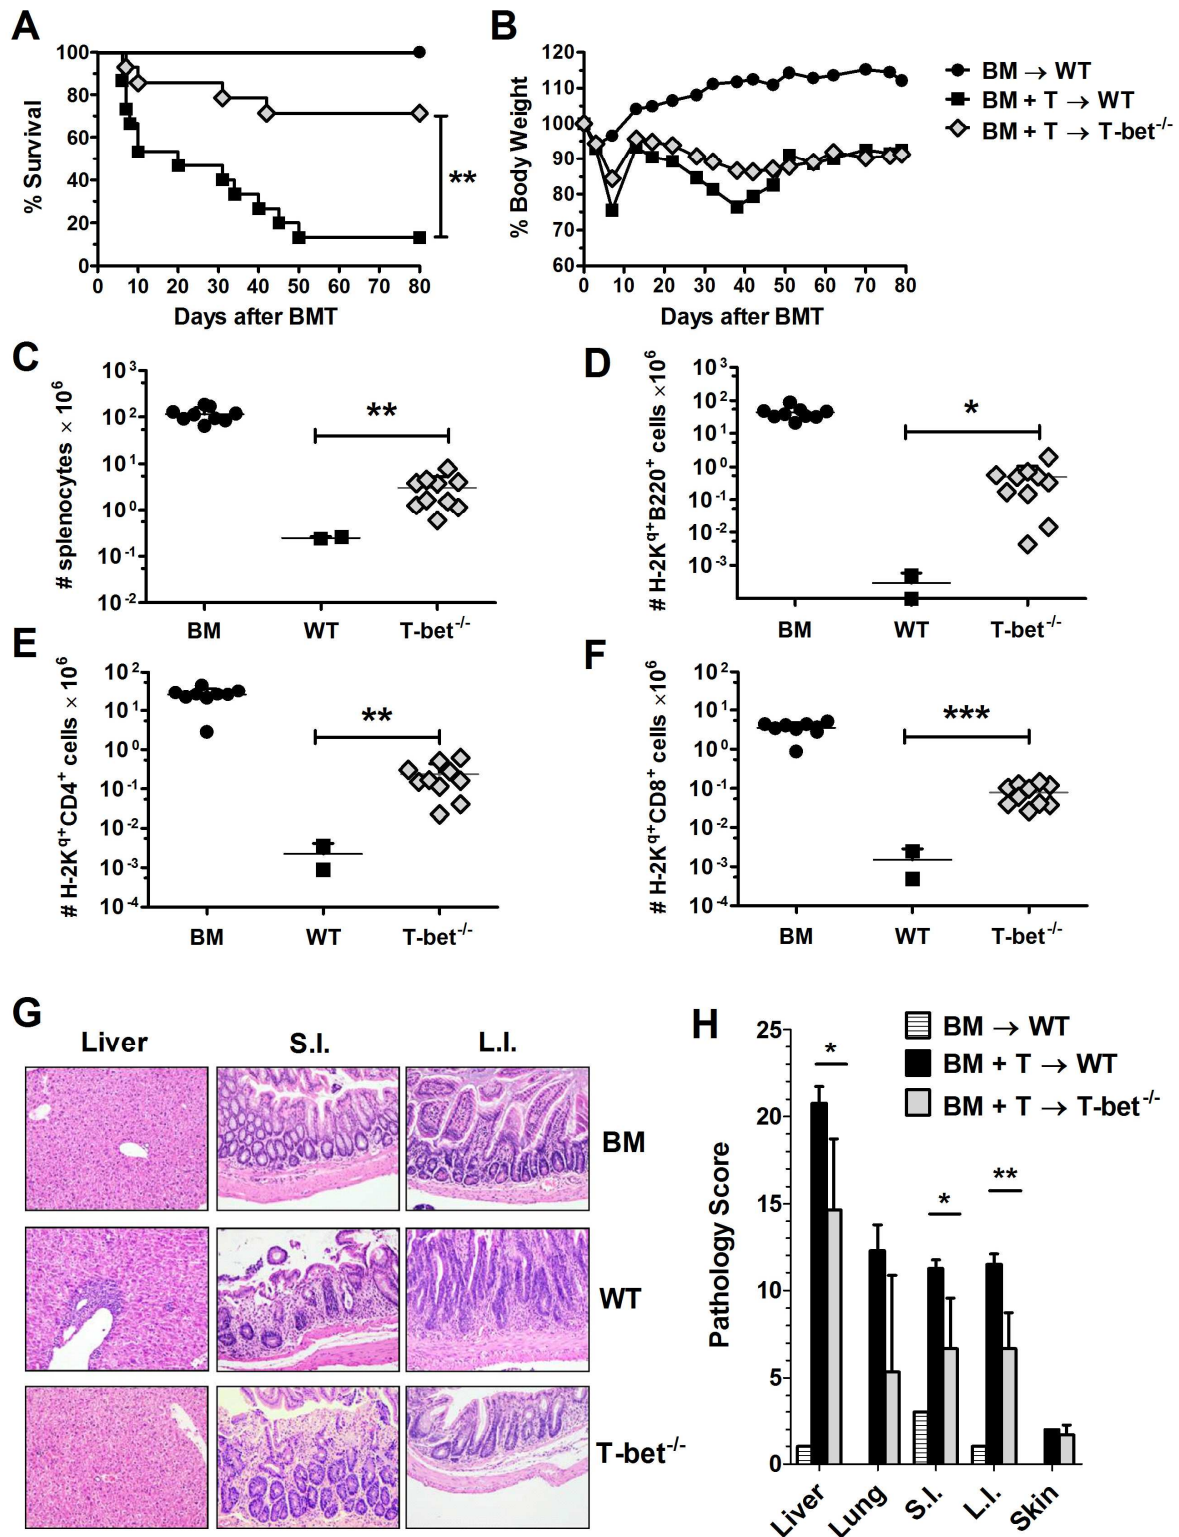 A
100
80
60
40
20
0
% Survival
0 10 20 30 40 50 60 70 80
Days after BMT
**
B
120
110
100
90
80
70
60
% Body Weight
0 10 20 30 40 50 60 70 80
Days after BMT
BM → WT
BM + T → WT
BM + T → T-bet-/-
C
10³
10²
10¹
10⁰
10⁻¹
10⁻²
# splenocytes × 10⁶
**
BM WT T-bet-/-
D
10³
10²
10¹
10⁰
10⁻¹
10⁻²
10⁻³
# H-2Kq+B220+ cells ×10⁶
*
BM WT T-bet-/-
E
10²
10¹
10⁰
10⁻¹
10⁻²
10⁻³
10⁻⁴
# H-2Kq+CD4+ cells × 10⁶
**
BM WT T-bet-/-
F
10²
10¹
10⁰
10⁻¹
10⁻²
10⁻³
10⁻⁴
# H-2Kq+CD8+ cells × 10⁶
***
BM WT T-bet-/-
G
Liver S.I. L.I.
BM
WT
T-bet-/-
H
BM → WT
BM + T → WT
BM + T → T-bet-/-
25
20
15
10
5
0
Pathology Score
*
*
**
Liver Lung S.I. L.I. Skin